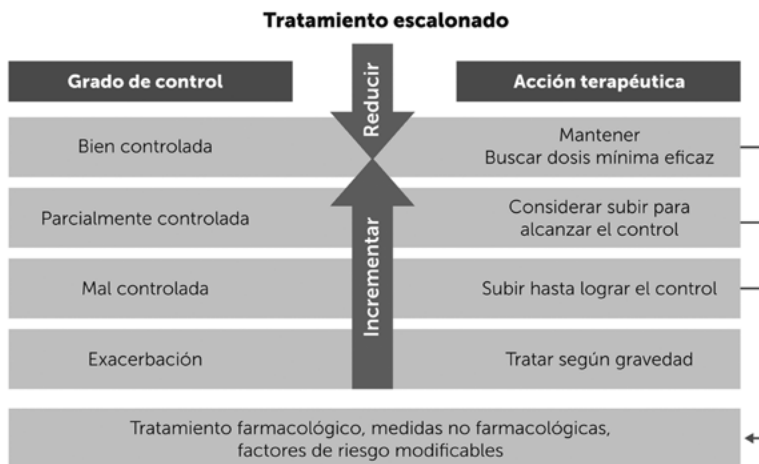 Tratamiento escalonado
Grado de control
Reducir
Acción terapéutica
Bien controlada
Mantener
Buscar dosis mínima eficaz
Parcialmente controlada
Incrementar
Considerar subir para
alcanzar el control
Mal controlada
Subir hasta lograr el control
Exacerbación
Tratar según gravedad
Tratamiento farmacológico, medidas no farmacológicas,
factores de riesgo modificables